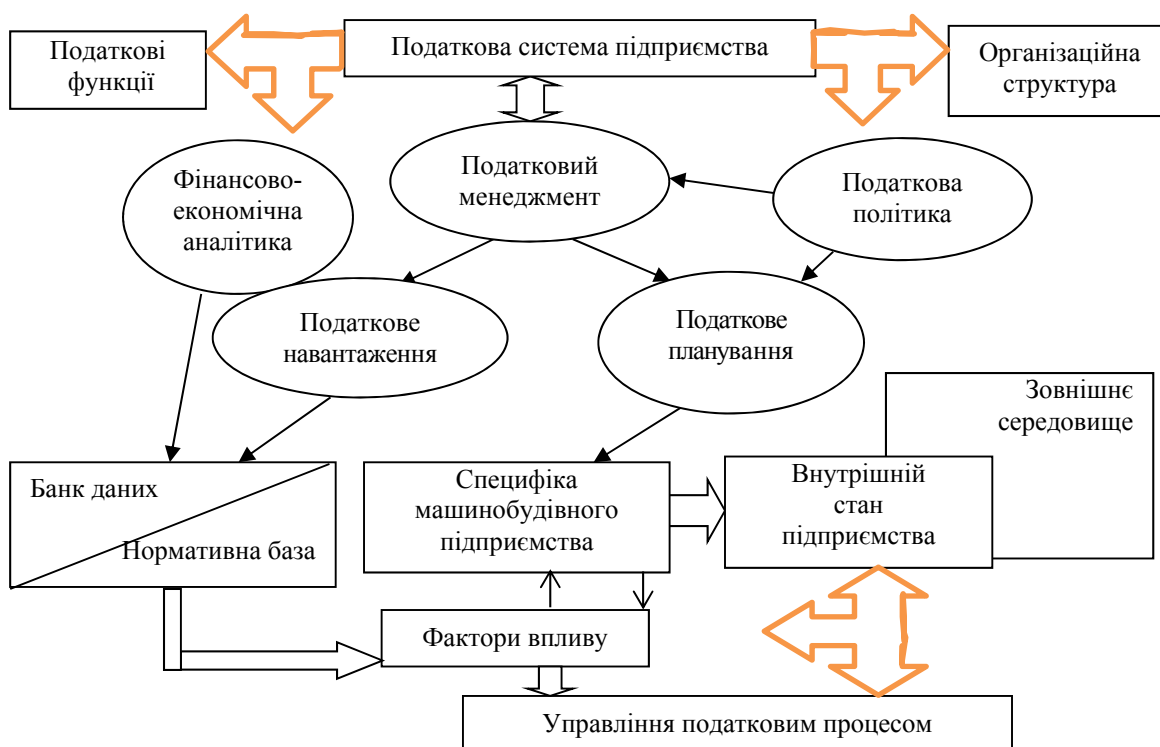 Податкові
функції
Податкова система підприємства
Організаційна
структура
Фінансово-
економічна
аналітика
Податковий
менеджмент
Податкова
політика
Податкове
навантаження
Податкове
планування
Зовнішнє
середовище
Банк даних
Нормативна база
Специфіка
машинобудівного
підприємства
Внутрішній
стан
підприємства
Фактори впливу
Управління податковим процесом